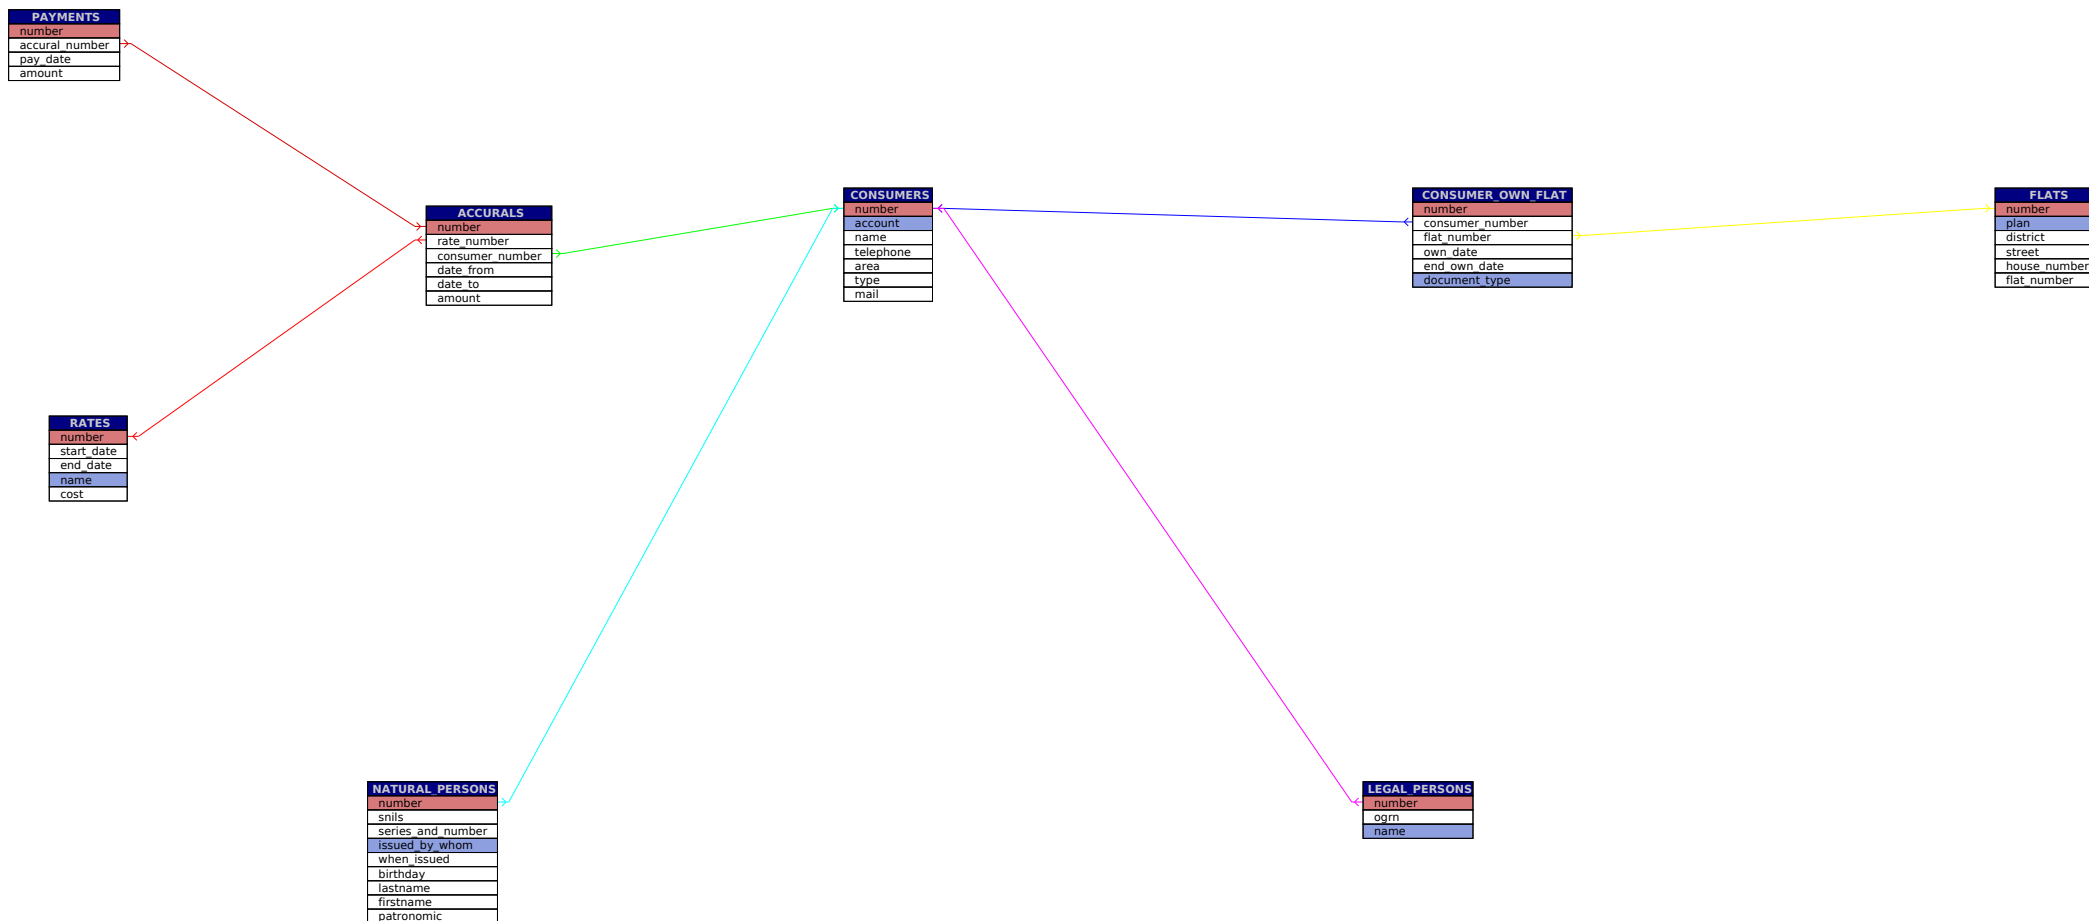 PAYMENTS
number
accural_number
pay_date
amount
ACCURALS
number
rate_number
consumer_number
date_from
date_to
amount
CONSUMERS
number
account
name
telephone
area
type
mail
CONSUMER_OWN_FLAT
number
consumer_number
flat_number
own_date
end_own_date
document_type
FLATS
number
plan
district
street
house_number
flat_number
RATES
number
start_date
end_date
name
cost
NATURAL_PERSONS
number
snils
series_and_number
issued_by_whom
when_issued
birthday
lastname
firstname
patronomic
LEGAL_PERSONS
number
ogrn
name